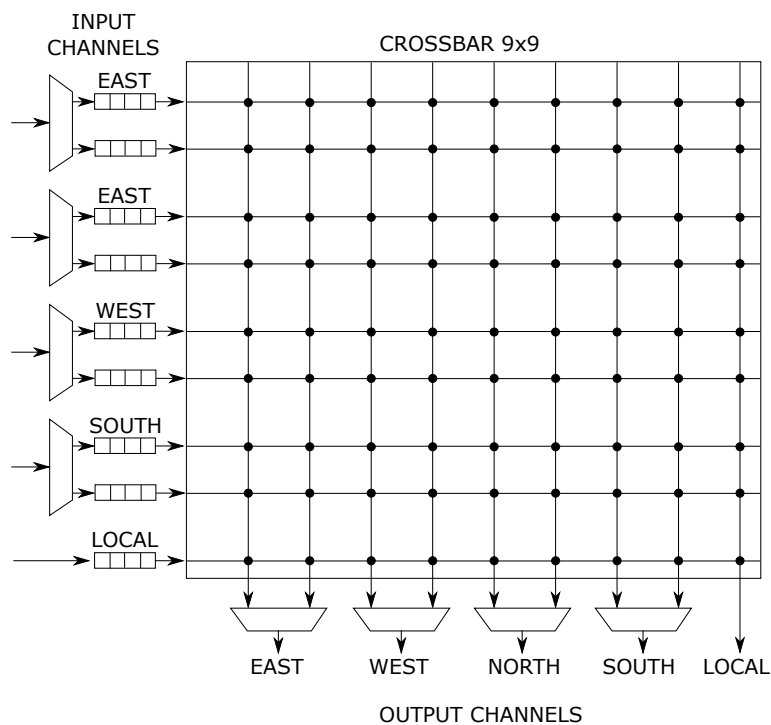 INPUT
CHANNELS
CROSSBAR 9x9
EAST
EAST
WEST
SOUTH
LOCAL
EAST WEST NORTH SOUTH LOCAL
OUTPUT CHANNELS